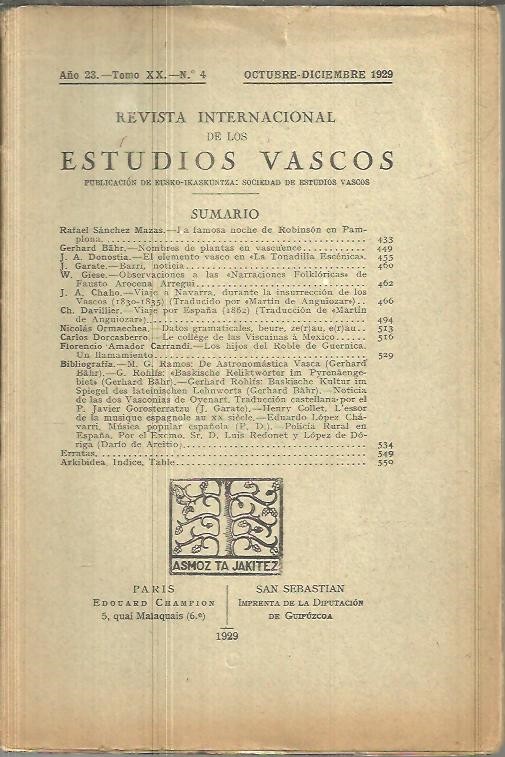 Año 23.—Tomo XX.—N.° 4 OCTUBRE-DICIEMBRE 1929
REVISTA INTERNACIONAL
DE LOS
ESTUDIOS VASCOS
PUBLICACIÓN DE EUSKO-IKASKUNTZA: SOCIEDAD DE ESTUDIOS VASCOS
SUMARIO
Rafael Sánchez Mazas.—La famosa noche de Robinsón en Pam-
plona 433
Gerhard Bähr.—Nombres de plantas en vascuence 449
J. A. Donostia.—El elemento vasco en «La Tonadilla Escénica». 455
J. Garate.—Barri, noticia 460
W. Giese.—Observaciones a las «Narraciones Folklóricas» de
Fausto Arocena Arregui 462
J. A. Chaho.—Viaje a Navarra, durante la insurrección de los
Vascos (1830-1835) (Traducido por «Martín de Anguiozar») 466
Ch. Davillier.—Viaje por España (1862) (Traducción de «Martín
de Anguiozar») 494
Nicolás Ormaechea.—Datos gramaticales, beure, ze(r)au, e(r)au 513
Carlos Dorcasberro.—Le collège de las Viscainas à Mexico 516
Florencio Amador Carrandi.—Los hijos del Roble de Guernica.
Un llamamiento 529
Bibliografía.—M. G. Ramos: De Astronomástica Vasca (Gerhard
Bähr).—G. Rohlfs: «Baskische Reliktwörter im Pyrenäenge-
biet» (Gerhard Bähr).—Gerhard Rohlfs: Baskische Kultur im
Spiegel des lateinischen Lehnworts (Gerhard Bähr).—Noticia
de las dos Vasconias de Oyenart. Traducción castellana por el
P. Javier Gorosterratzu (J. Garate).—Henry Collet, L'essor
de la musique espagnole au XX siècle.—Eduardo López Chá-
varri, Música popular española (P. D.).—Policía Rural en
España, Por el Excmo. Sr. D. Luis Redonet y López de Dó-
riga (Darío de Areitio) 534
Erratas 549
Arkibidea, Indice, Table 550
ASMOZ TA JAKITEZ
PARIS
EDOUARD CHAMPION
5, quai Malaquais (6.º)
SAN SEBASTIAN
IMPRENTA DE LA DIPUTACIÓN
DE GUIPÚZCOA
1929